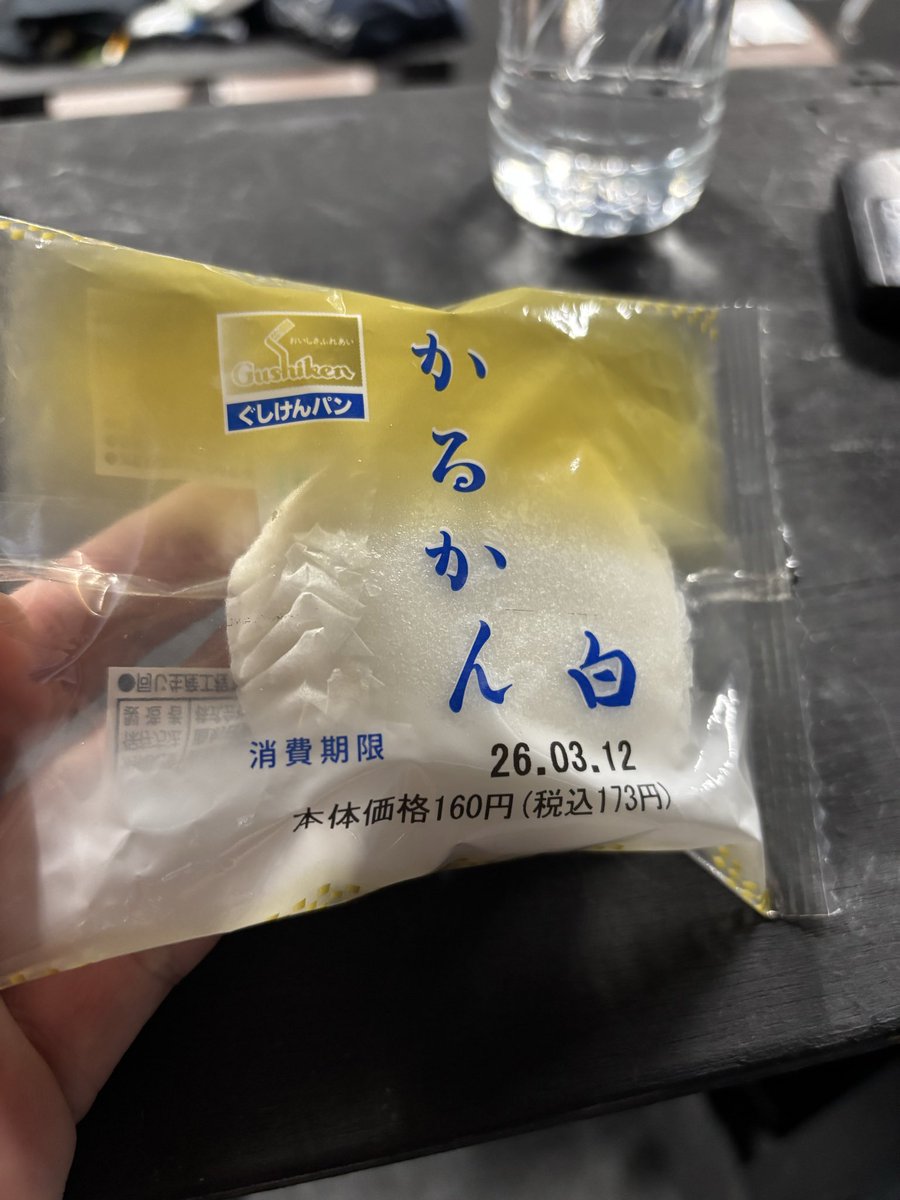 おいしさふれあい
Gushiken
ぐしけんパン
かるかん
白
消費期限 26.03.12
本体価格160円(税込173円)